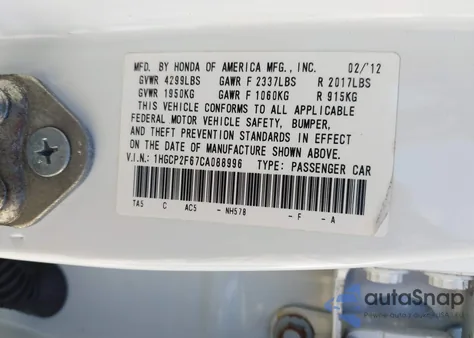 MFD. BY HONDA OF AMERICA MFG., INC. 02/'12
GVWR 4299LBS GAWR F 2337LBS R 2017LBS
GVWR 1950KG GAWR F 1060KG R 915KG
THIS VEHICLE CONFORMS TO ALL APPLICABLE
FEDERAL MOTOR VEHICLE SAFETY, BUMPER,
AND THEFT PREVENTION STANDARDS IN EFFECT
ON THE DATE OF MANUFACTURE SHOWN ABOVE.
V.I.N.: 1HGCP2F67CA088996 TYPE: PASSENGER CAR
TA5 C AC5 - NH578 - F - A
autoSnap